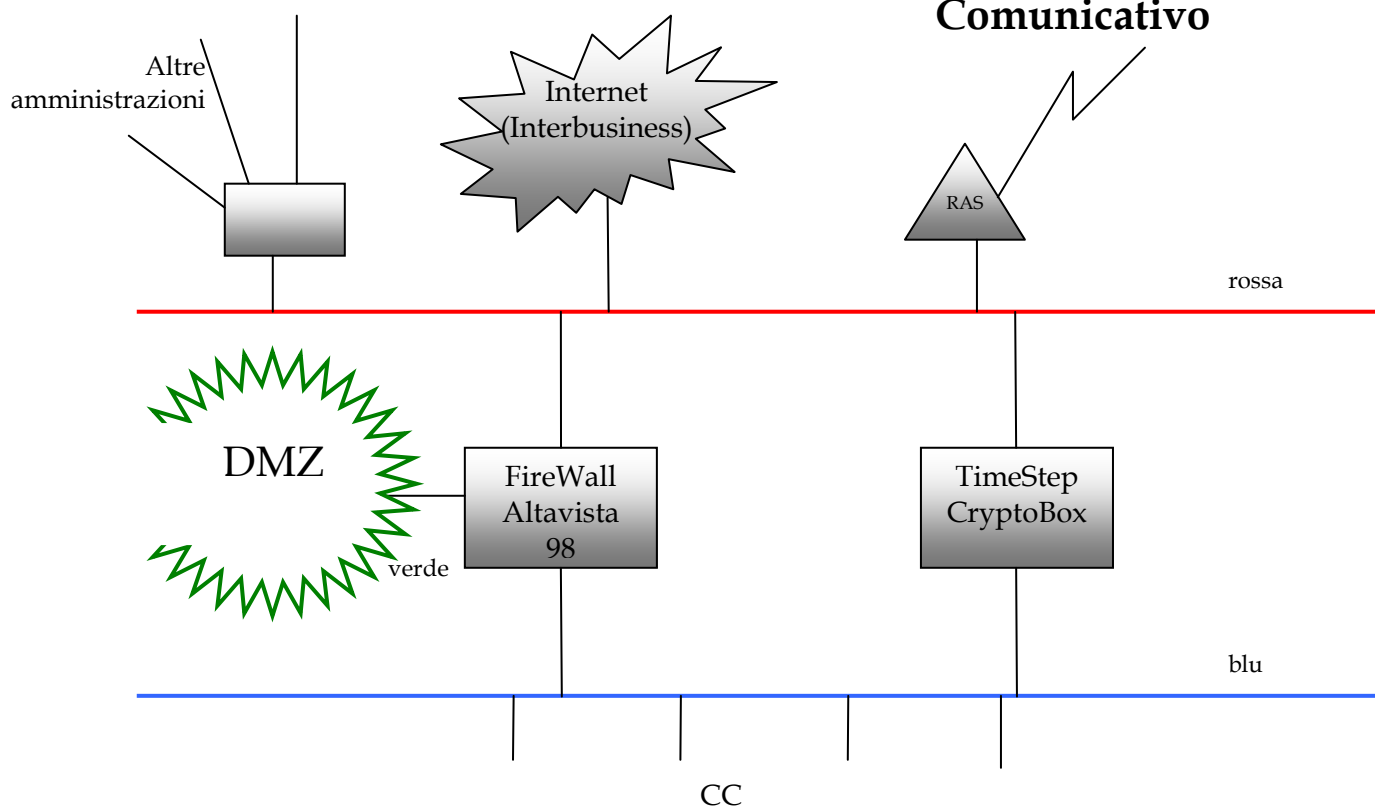 Comunicativo
Altre
amministrazioni
Internet
(Interbusiness)
RAS
rossa
DMZ
FireWall
Altavista
98
TimeStep
CryptoBox
verde
blu
CC